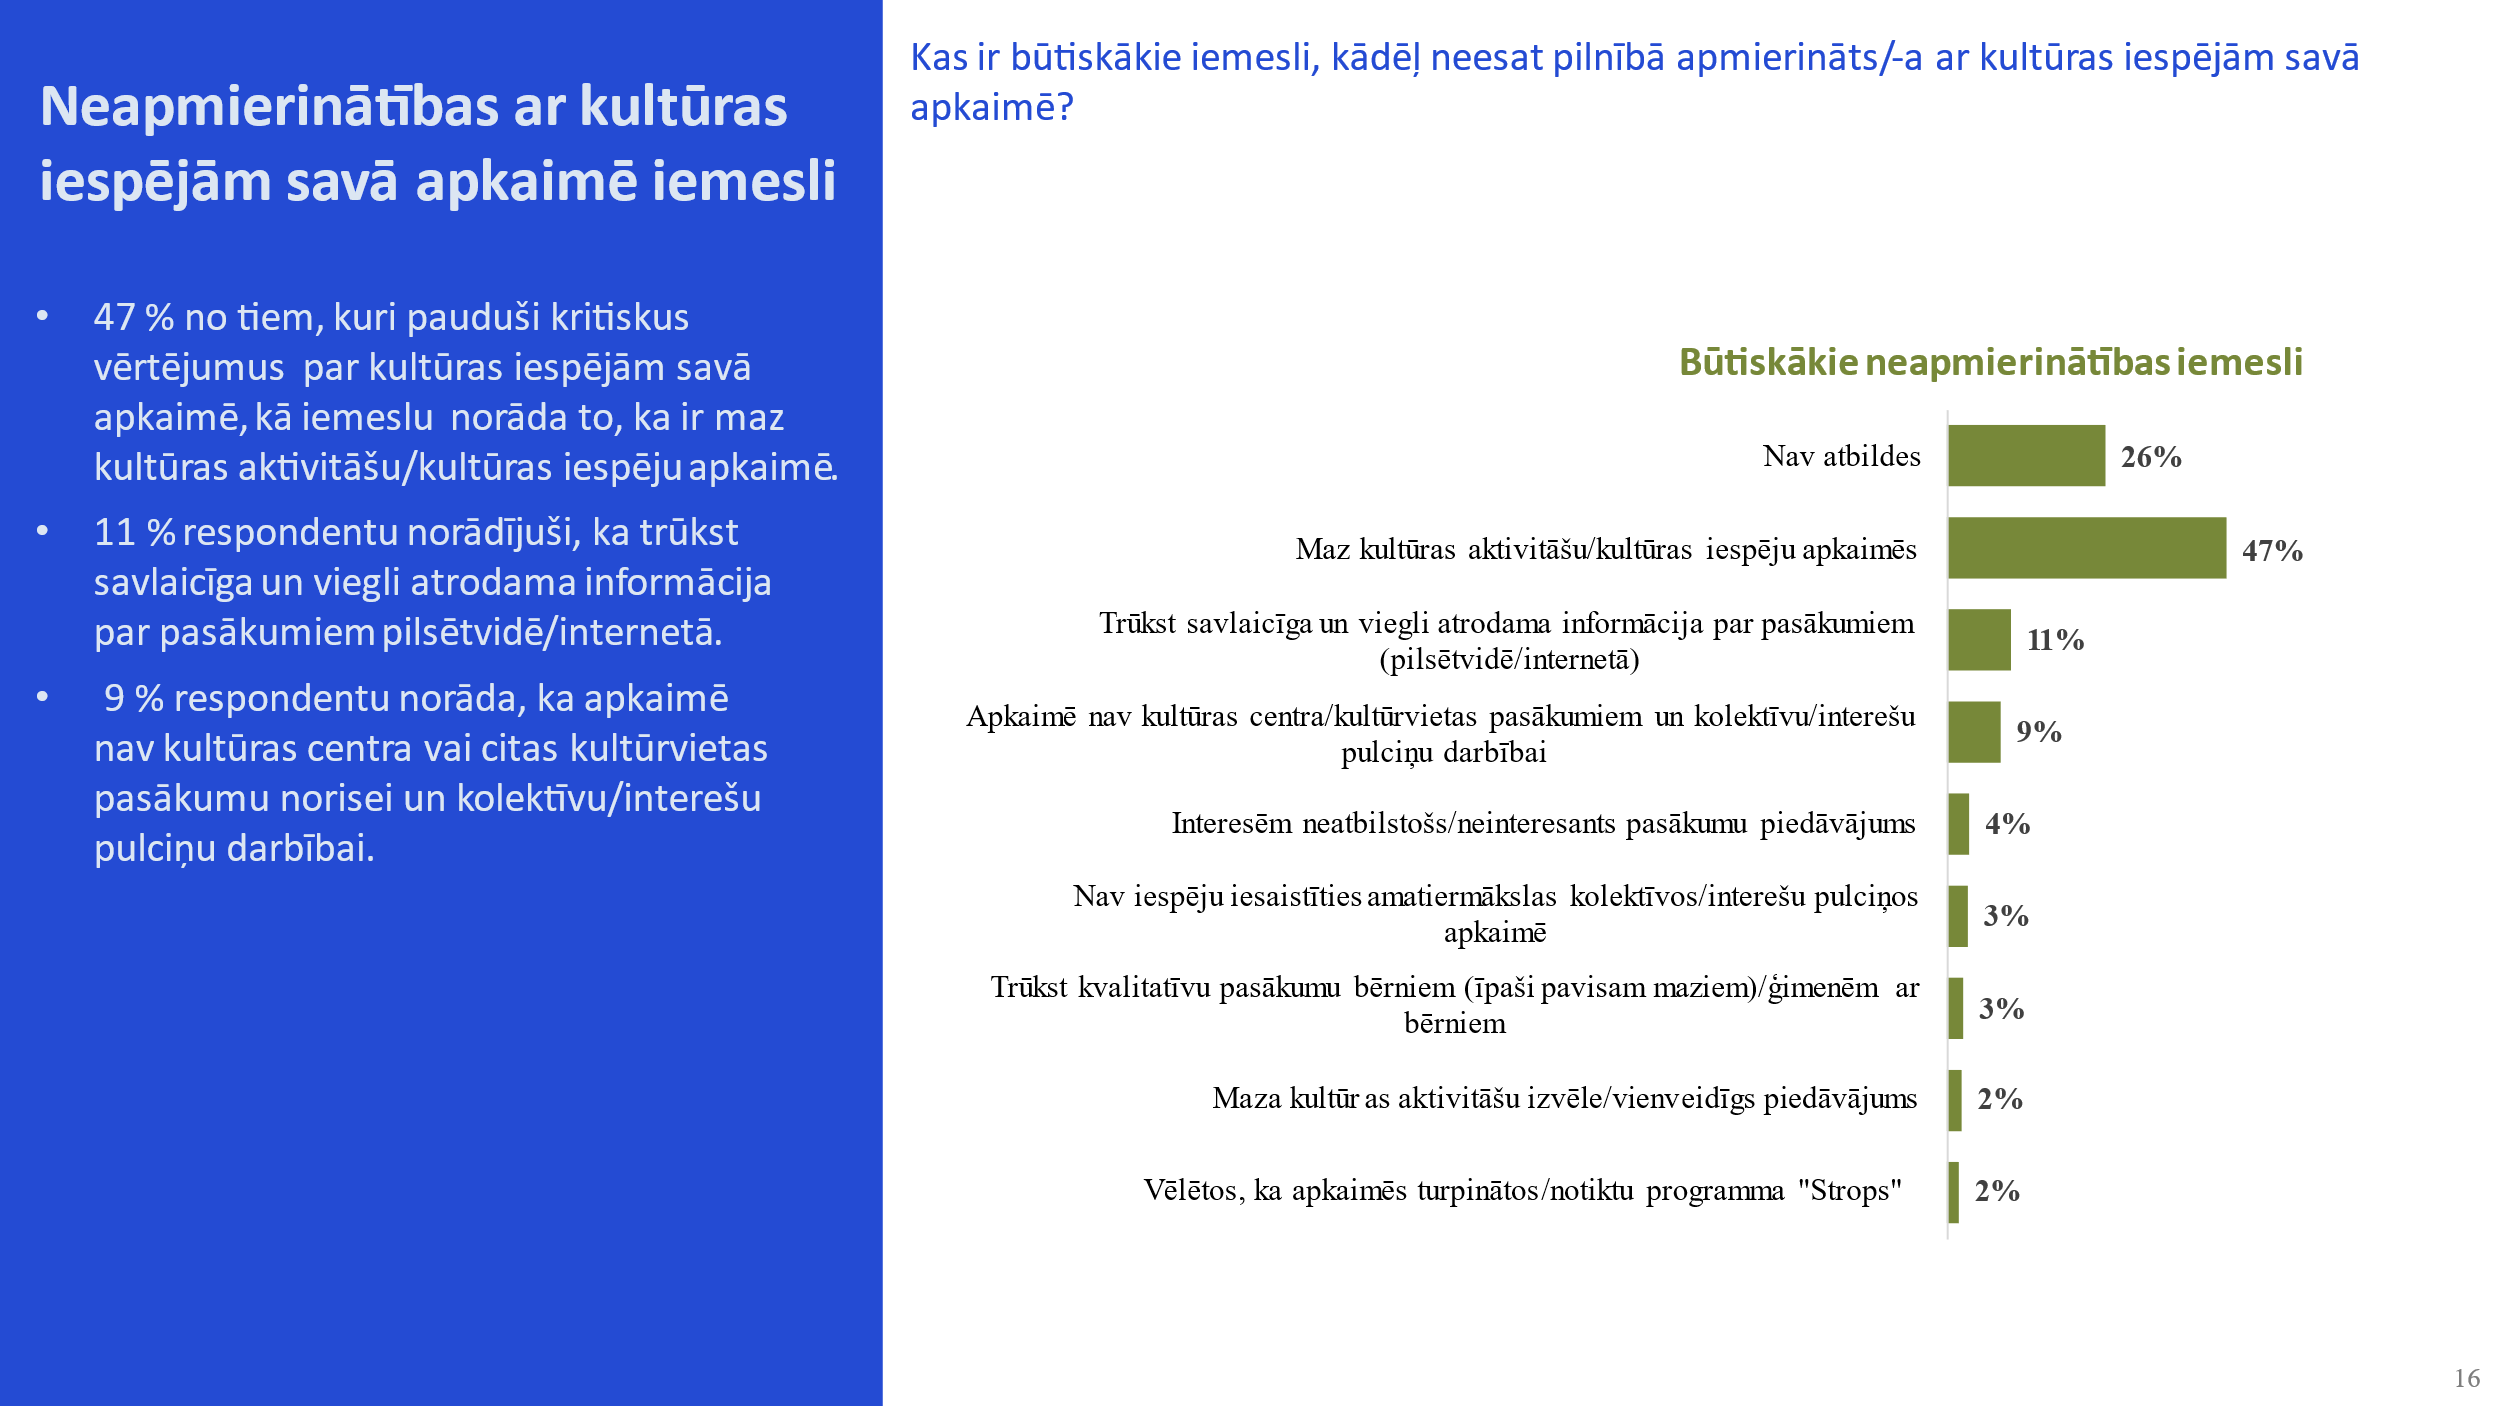 Neapmierinātības ar kultūras
iespējām savā apkaimē iemesli
• 47 % no tiem, kuri pauduši kritiskus
vērtējumus par kultūras iespējām savā
apkaimē, kā iemeslu norāda to, ka ir maz
kultūras aktivitāšu/kultūras iespēju apkaimē.
• 11 % respondentu norādījuši, ka trūkst
savlaicīga un viegli atrodama informācija
par pasākumiem pilsētvidē/internetā.
• 9 % respondentu norāda, ka apkaimē
nav kultūras centra vai citas kultūrvietas
pasākumu norisei un kolektīvu/interešu
pulciņu darbībai.
Kas ir būtiskākie iemesli, kādēļ neesat pilnībā apmierināts/-a ar kultūras iespējām savā
apkaimē?
Būtiskākie neapmierinātības iemesli
Nav atbildes 26%
Maz kultūras aktivitāšu/kultūras iespēju apkaimēs 47%
Trūkst savlaicīga un viegli atrodama informācija par pasākumiem
(pilsētvidē/internetā) 11%
Apkaimē nav kultūras centra/kultūrvietas pasākumiem un kolektīvu/interešu
pulciņu darbībai 9%
Interesēm neatbilstošs/neinteresants pasākumu piedāvājums 4%
Nav iespēju iesaistīties amatiermākslas kolektīvos/interešu pulciņos
apkaimē 3%
Trūkst kvalitatīvu pasākumu bērniem (īpaši pavisam maziem)/ģimenēm ar
bērniem 3%
Maza kultūras aktivitāšu izvēle/vienveidīgs piedāvājums 2%
Vēlētos, ka apkaimēs turpinātos/notiktu programma "Strops" 2%
16